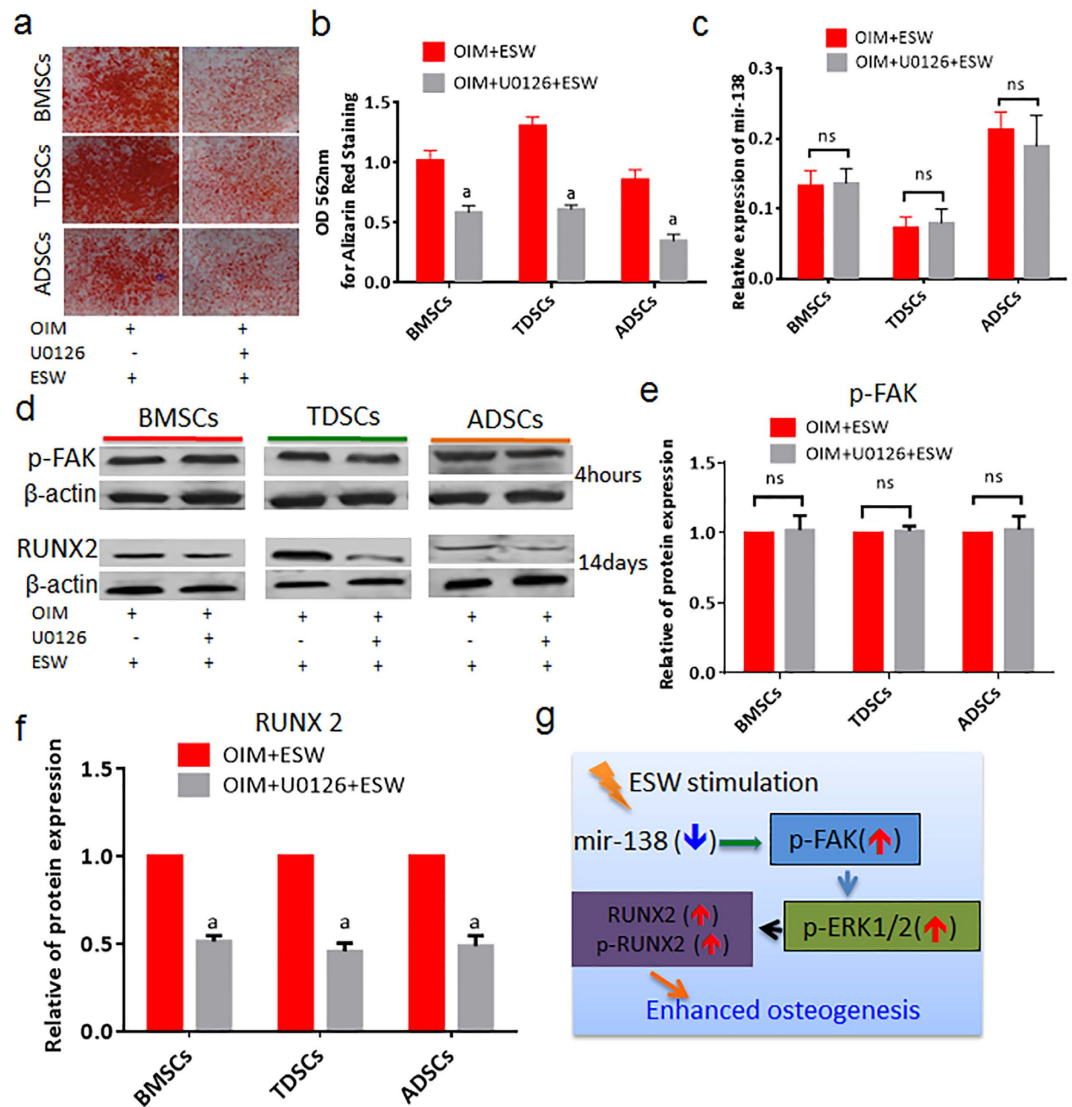 a
BMSCs
TDSCs
ADSCs
OIM + +
U0126 - +
ESW + +
b
OIM+ESW
OIM+U0126+ESW
OD 562nm
for Alizarin Red Staining
1.5
1.0
0.5
0.0
a
a
a
BMSCs
TDSCs
ADSCs
c
OIM+ESW
OIM+U0126+ESW
Relative expression of mir-138
0.3
0.2
0.1
0.0
ns
ns
ns
BMSCs
TDSCs
ADSCs
d
BMSCs TDSCs ADSCs
p-FAK
4hours
β-actin
RUNX2
14days
β-actin
OIM + + + + + +
U0126 - + - + - +
ESW + + + + + +
e
p-FAK
OIM+ESW
OIM+U0126+ESW
Relative of protein expression
1.5
1.0
0.5
0.0
ns
ns
ns
BMSCs
TDSCs
ADSCs
f
RUNX 2
OIM+ESW
OIM+U0126+ESW
Relative of protein expression
1.5
1.0
0.5
0.0
a
a
a
BMSCs
TDSCs
ADSCs
g
ESW stimulation
mir-138 (↓) p-FAK(↑)
RUNX2 (↑)
p-RUNX2 (↑)
p-ERK1/2(↑)
Enhanced osteogenesis